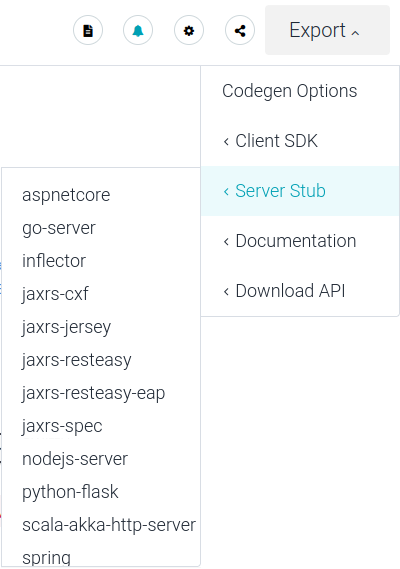 Export
Codegen Options
Client SDK
Server Stub
Documentation
Download API
aspnetcore
go-server
inflector
jaxrs-cxf
jaxrs-jersey
jaxrs-resteasy
jaxrs-resteasy-eap
jaxrs-spec
nodejs-server
python-flask
scala-akka-http-server
spring